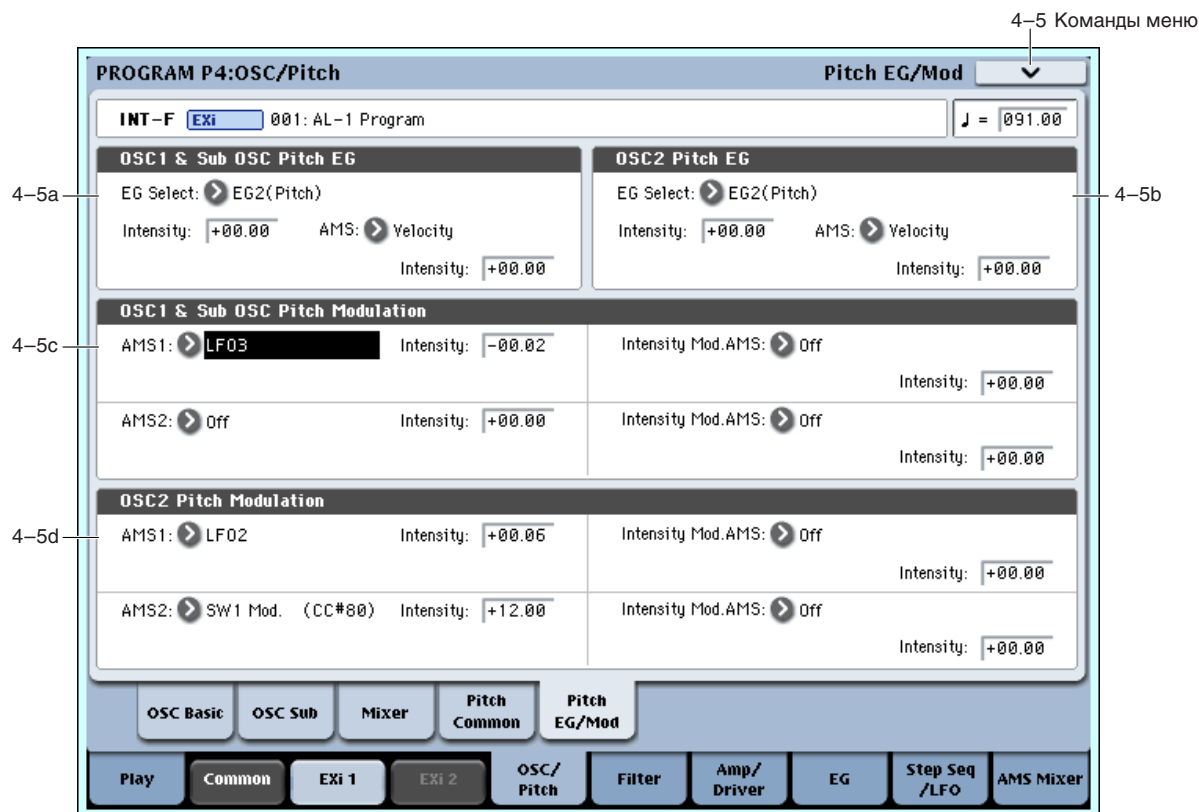 4–5 Команды меню
PROGRAM P4:OSC/Pitch
Pitch EG/Mod
INT-F EXi 001: AL-1 Program
♩ = 091.00
OSC1 & Sub OSC Pitch EG
OSC2 Pitch EG
4–5a
EG Select: EG2(Pitch)
EG Select: EG2(Pitch)
4–5b
Intensity: +00.00 AMS: Velocity
Intensity: +00.00 AMS: Velocity
Intensity: +00.00
Intensity: +00.00
OSC1 & Sub OSC Pitch Modulation
4–5c
AMS1: LFO3 Intensity: -00.02 Intensity Mod.AMS: Off
Intensity: +00.00
AMS2: Off Intensity: +00.00 Intensity Mod.AMS: Off
Intensity: +00.00
OSC2 Pitch Modulation
4–5d
AMS1: LFO2 Intensity: +00.06 Intensity Mod.AMS: Off
Intensity: +00.00
AMS2: SW1 Mod. (CC#80) Intensity: +12.00 Intensity Mod.AMS: Off
Intensity: +00.00
OSC Basic
OSC Sub
Mixer
Pitch
Common
Pitch
EG/Mod
Play
Common
EXi 1
EXi 2
OSC/
Pitch
Filter
Amp/
Driver
EG
Step Seq
/LFO
AMS Mixer